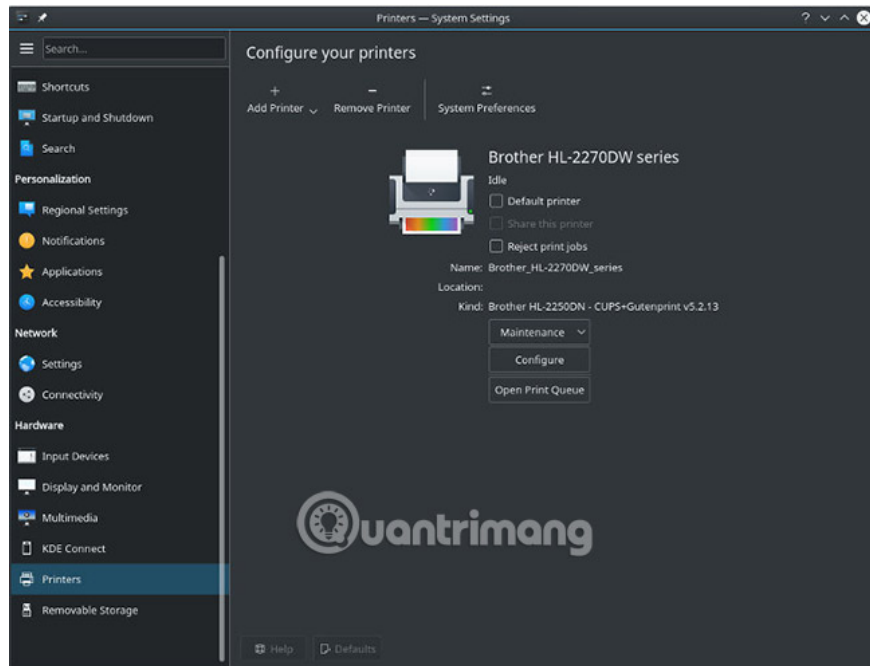 Printers — System Settings
Search...
Shortcuts
Startup and Shutdown
Search
Personalization
Regional Settings
Notifications
Applications
Accessibility
Network
Settings
Connectivity
Hardware
Input Devices
Display and Monitor
Multimedia
KDE Connect
Printers
Removable Storage
Configure your printers
Add Printer Remove Printer System Preferences
Brother HL-2270DW series
Idle
Default printer
Share this printer
Reject print jobs
Name: Brother_HL-2270DW_series
Location:
Kind: Brother HL-2250DN - CUPS+Gutenprint v5.2.13
Maintenance
Configure
Open Print Queue
Quantrimang
Help Defaults